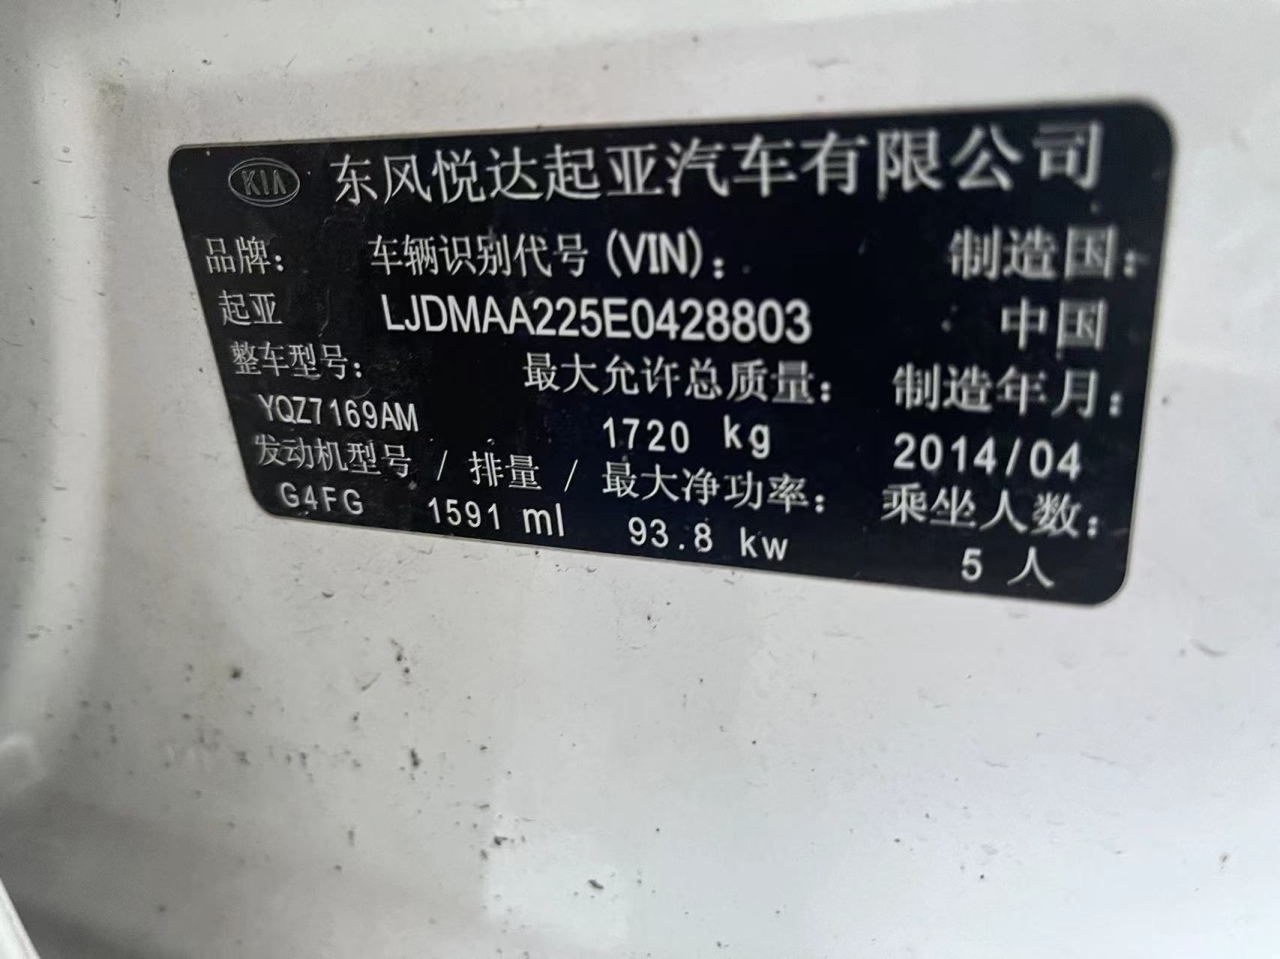 KIA 东风悦达起亚汽车有限公司
品牌: 车辆识别代号(VIN): 制造国:
起亚 LJDMAA225E0428803 中国
整车型号: 最大允许总质量: 制造年月:
YQZ7169AM 1720 kg 2014/04
发动机型号 / 排量 / 最大净功率: 乘坐人数:
G4FG 1591 ml 93.8 kw 5 人